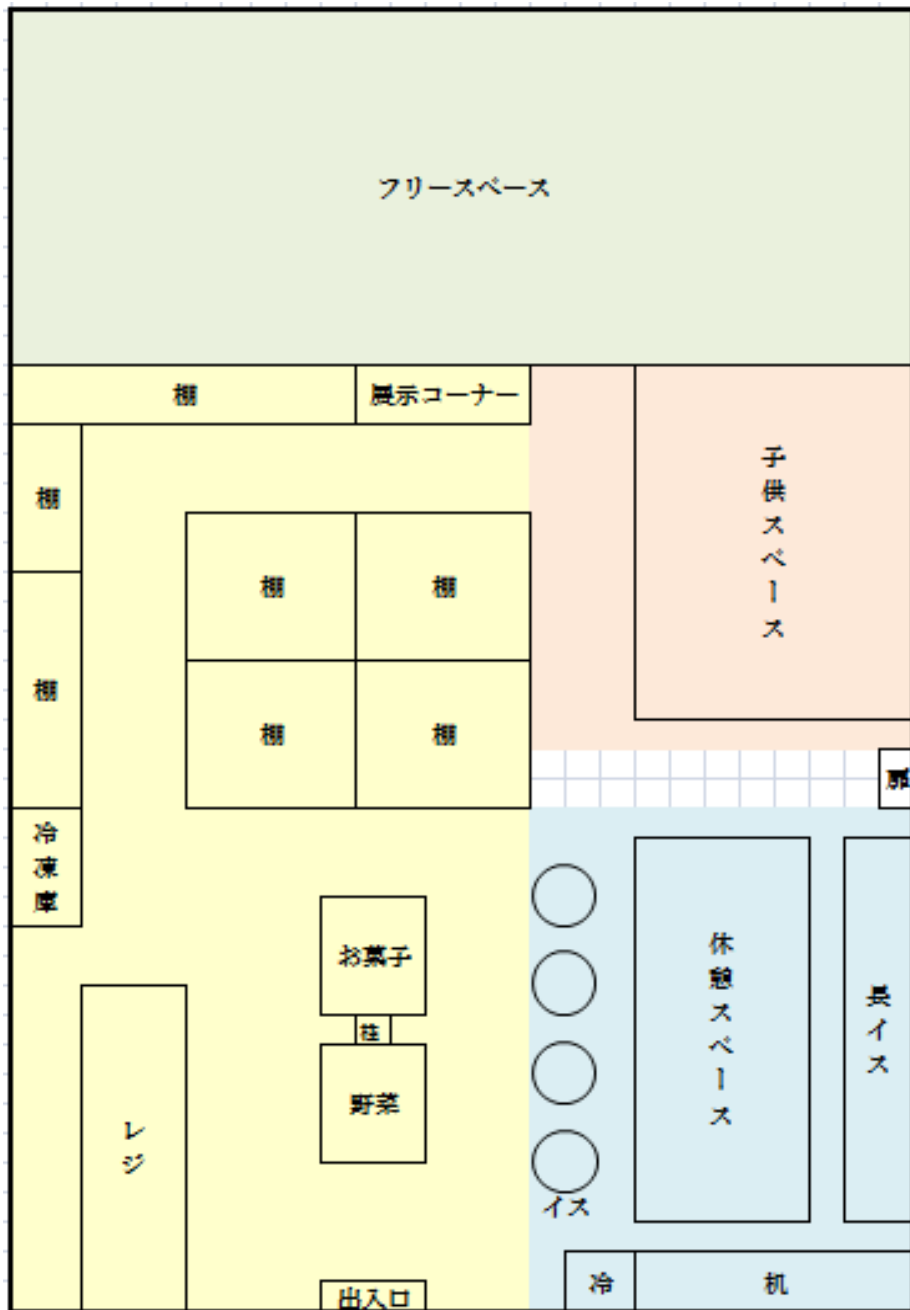 フリースペース
棚
展示コーナー
子供スペース
棚
棚
棚
棚
棚
棚
扉
冷凍庫
お菓子
休憩スペース
長イス
柱
野菜
レジ
イス
冷
机
出入口